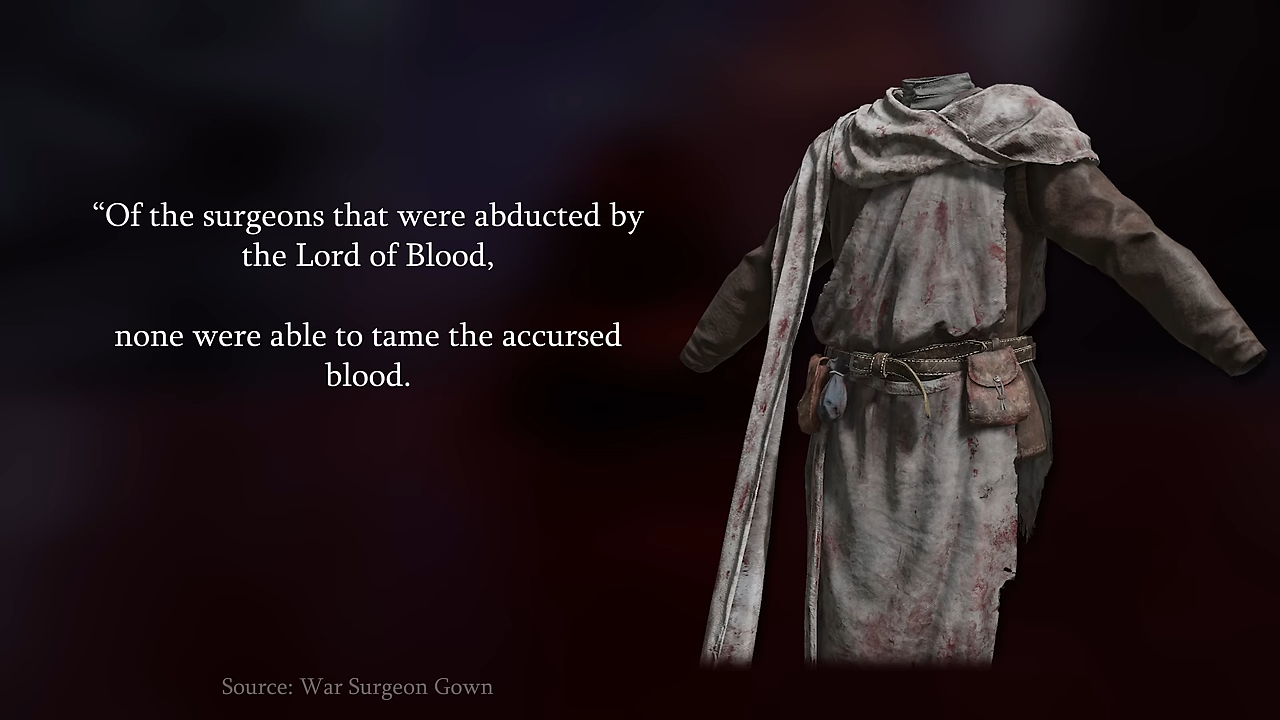 “Of the surgeons that were abducted by
the Lord of Blood,
none were able to tame the accursed
blood.
Source: War Surgeon Gown